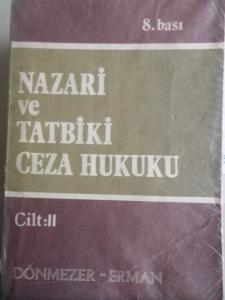 8. bası
NAZARİ
ve
TATBİKİ
CEZA HUKUKU
Cilt:II
DÖNMEZER - ERMAN